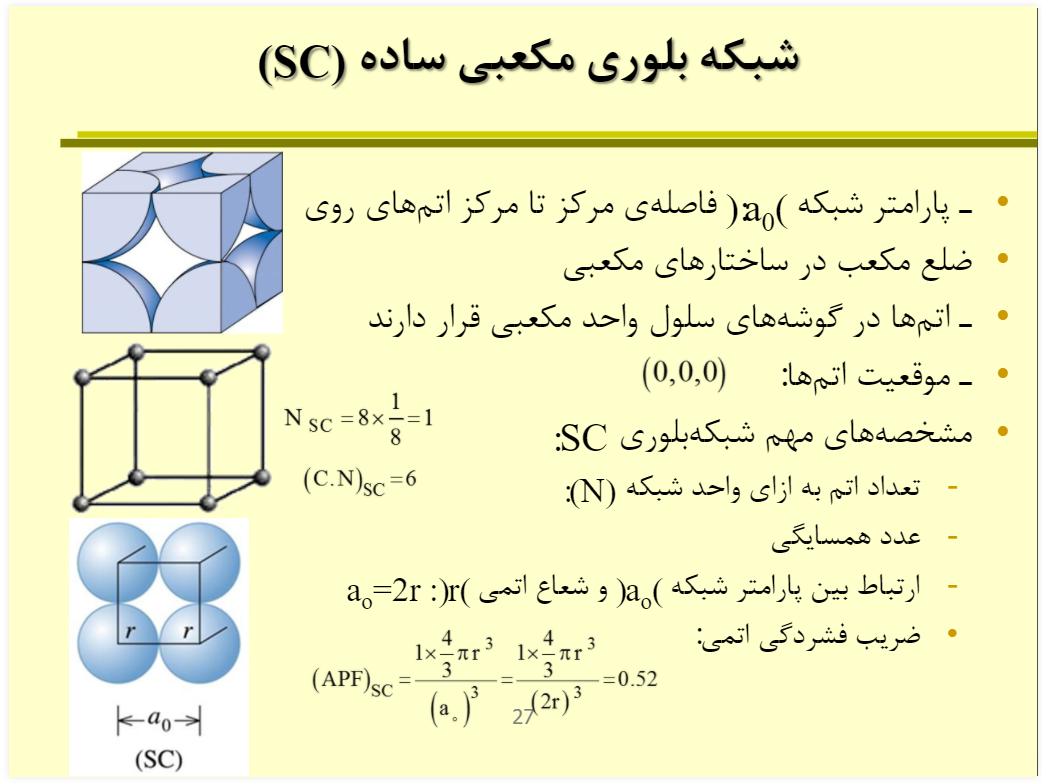 شبکه بلوری مکعبی ساده (SC)
• ـ پارامتر شبکه (a₀): فاصله‌ی مرکز تا مرکز اتم‌های روی
• ضلع مکعب در ساختارهای مکعبی
• ـ اتم‌ها در گوشه‌های سلول واحد مکعبی قرار دارند
• ـ موقعیت اتم‌ها: (0,0,0)
• مشخصه‌های مهم شبکه‌بلوری SC:
- تعداد اتم به ازای واحد شبکه (N):
N SC = 8 × 1/8 = 1
- عدد همسایگی
(C.N)SC = 6
- ارتباط بین پارامتر شبکه (aₒ) و شعاع اتمی (r): aₒ=2r
• ضریب فشردگی اتمی:
(APF)SC = (1 × 4/3 π r³)/(a∘)³ = (1 × 4/3 π r³)/(2r)³ = 0.52
27
r r
a₀
(SC)